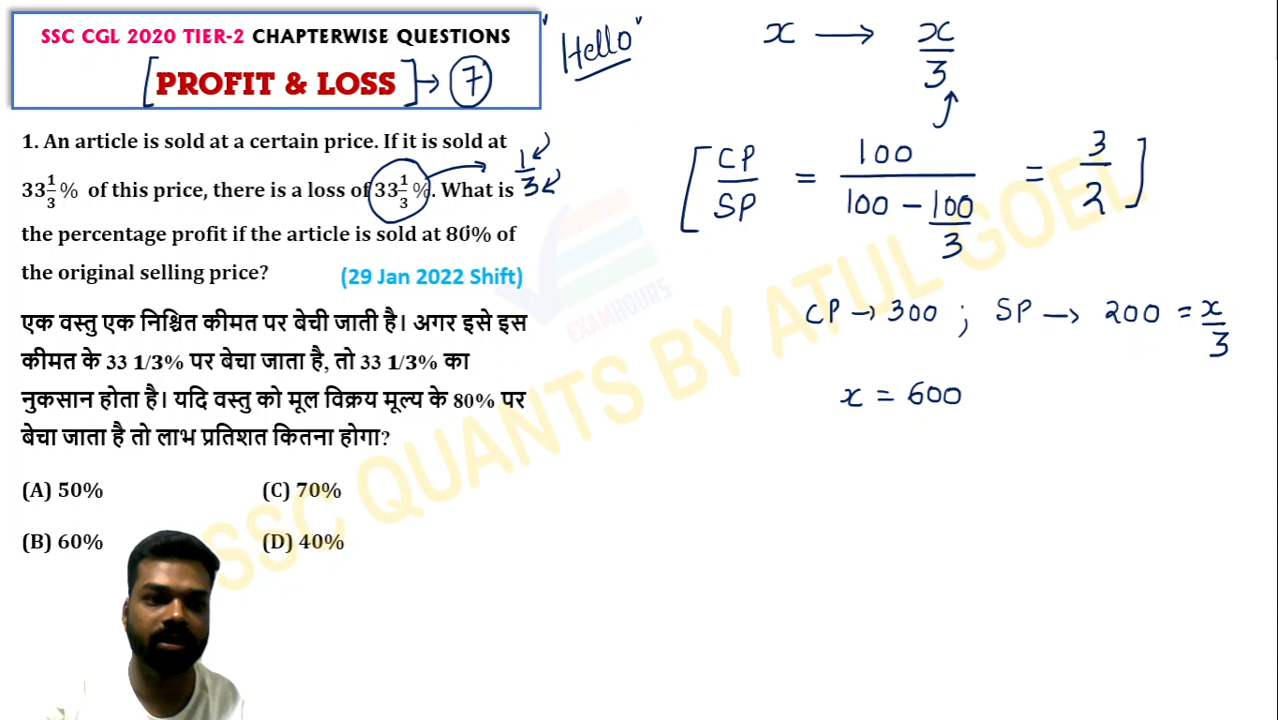 SSC CGL 2020 TIER-2 CHAPTERWISE QUESTIONS
[PROFIT & LOSS] → 7
"Hello"
x → x/3
1. An article is sold at a certain price. If it is sold at
33 1/3 % of this price, there is a loss of 33 1/3 %. What is
1/3
the percentage profit if the article is sold at 80% of
the original selling price? (29 Jan 2022 Shift)
एक वस्तु एक निश्चित कीमत पर बेची जाती है। अगर इसे इस
कीमत के 33 1/3% पर बेचा जाता है, तो 33 1/3% का
नुकसान होता है। यदि वस्तु को मूल विक्रय मूल्य के 80% पर
बेचा जाता है तो लाभ प्रतिशत कितना होगा?
(A) 50% (C) 70%
(B) 60% (D) 40%
[CP/SP = 100/(100 - 100/3) = 3/2]
CP → 300 ; SP → 200 = x/3
x = 600
EXAMHOURS
SSC QUANTS BY ATUL GOEL